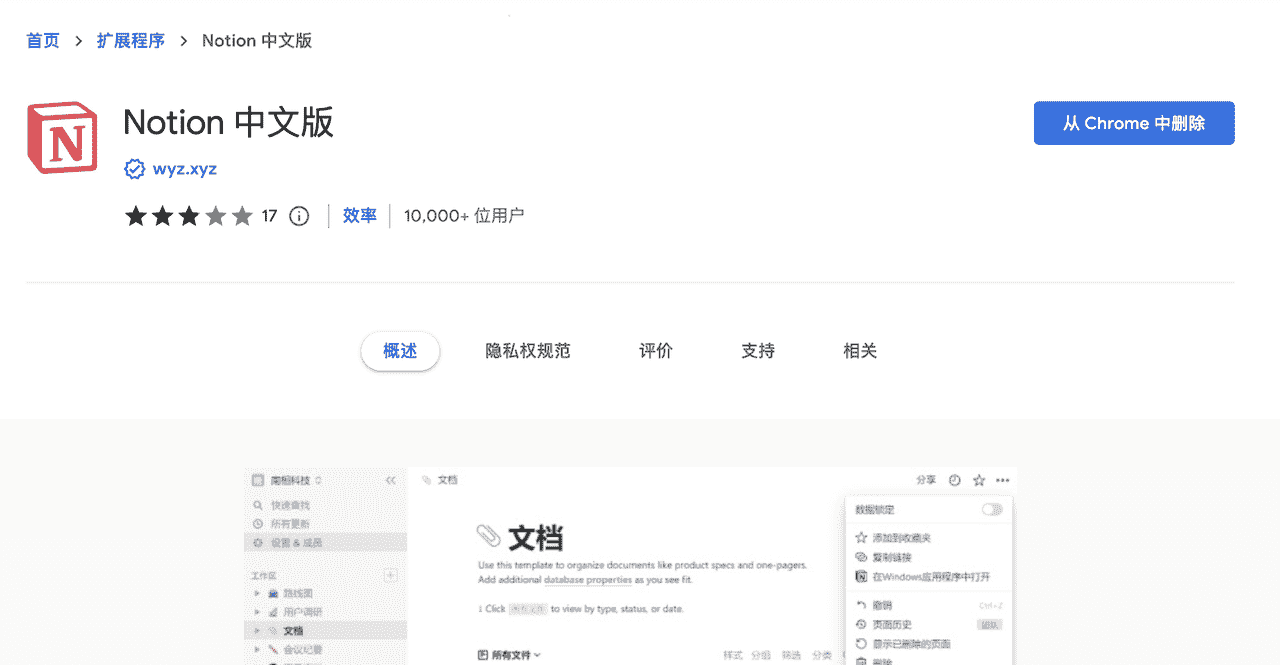 首页 > 扩展程序 > Notion 中文版
Notion 中文版
从 Chrome 中删除
wyz.xyz
17
效率
10,000+ 位用户
概述
隐私权规范
评价
支持
相关
文档
分享
快速查找
所有更新
设置 & 成员
数据锁定
文档
添加到收藏夹
复制链接
Use this template to organize documents like product specs and one-pagers.
在Windows应用程序中打开
Add additional database properties as you see fit.
工作区
路线图
撤销
Ctrl+Z
↓ Click
to view by type, status, or date.
用户调研
页面历史
文档
显示已删除的页面
会议纪要
所有文件
样式
分组
筛选
分类
删除